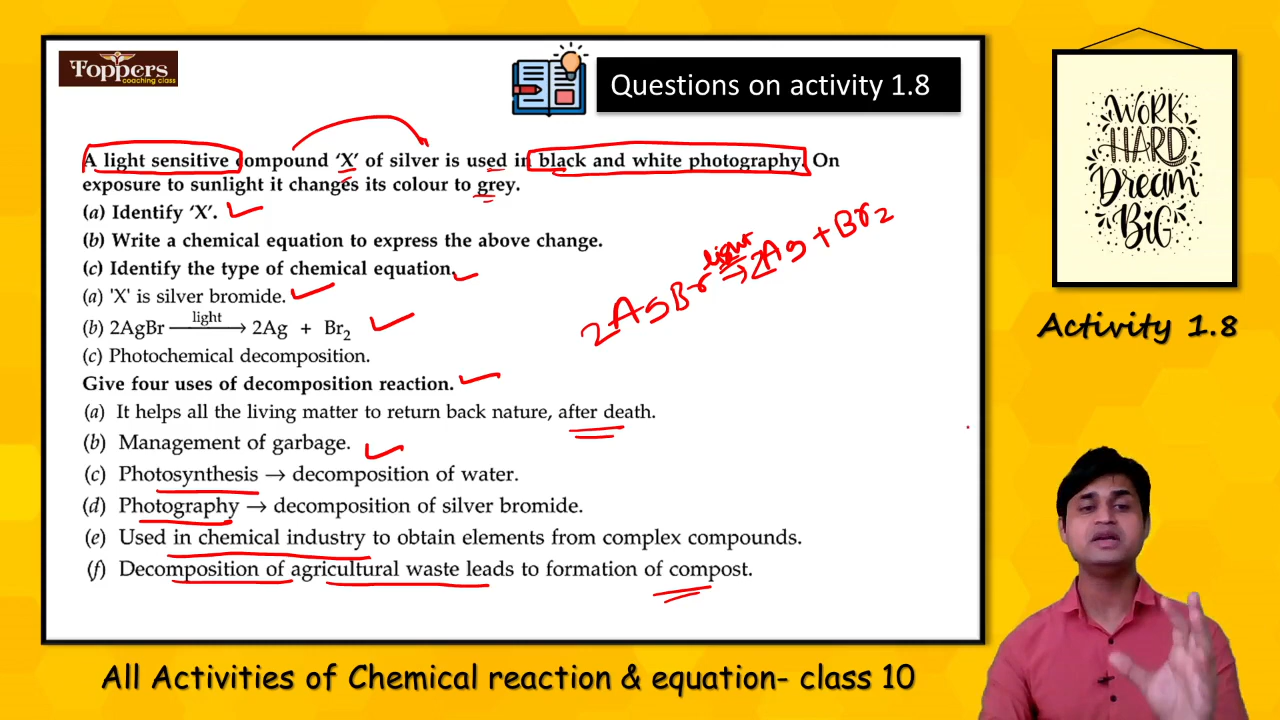 Toppers
coaching class
Questions on activity 1.8
A light sensitive compound ‘X’ of silver is used in black and white photography. On
exposure to sunlight it changes its colour to grey.
(a) Identify ‘X’.
(b) Write a chemical equation to express the above change.
(c) Identify the type of chemical equation.
(a) 'X' is silver bromide.
(b) 2AgBr light→ 2Ag + Br₂
(c) Photochemical decomposition.
2AgBr light→ 2Ag + Br₂
Give four uses of decomposition reaction.
(a) It helps all the living matter to return back nature, after death.
(b) Management of garbage.
(c) Photosynthesis → decomposition of water.
(d) Photography → decomposition of silver bromide.
(e) Used in chemical industry to obtain elements from complex compounds.
(f) Decomposition of agricultural waste leads to formation of compost.
WORK
HARD
Dream
BiG
Activity 1.8
All Activities of Chemical reaction & equation- class 10